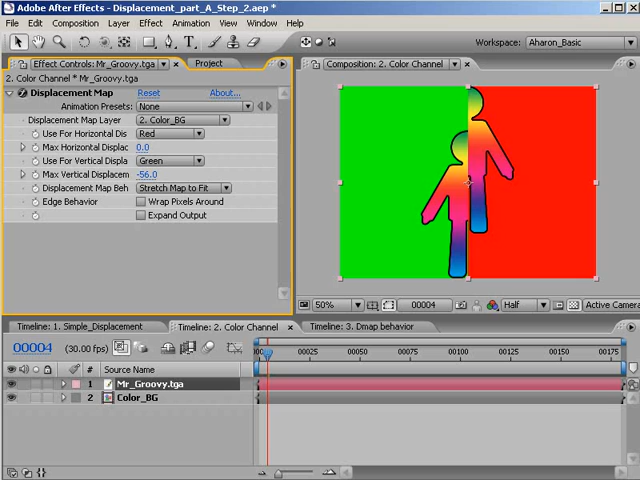 Adobe After Effects - Displacement_part_A_Step_2.aep *
File Edit Composition Layer Effect Animation View Window Help
Workspace: Aharon_Basic
Effect Controls: Mr_Groovy.tga
Project
2. Color Channel * Mr_Groovy.tga
Displacement Map Reset About...
Animation Presets: None
Displacement Map Layer 2. Color_BG
Use For Horizontal Dis Red
Max Horizontal Displac 0.0
Use For Vertical Displa Green
Max Vertical Displacem -56.0
Displacement Map Beh Stretch Map to Fit
Edge Behavior Wrap Pixels Around
Expand Output
Composition: 2. Color Channel
50% 00004 Half Active Camera
Timeline: 1. Simple_Displacement
Timeline: 2. Color Channel
Timeline: 3. Dmap behavior
00004 (30.00 fps)
00025 00050 00075 00100 00125 00150 00175
# Source Name
1 Mr_Groovy.tga
2 Color_BG